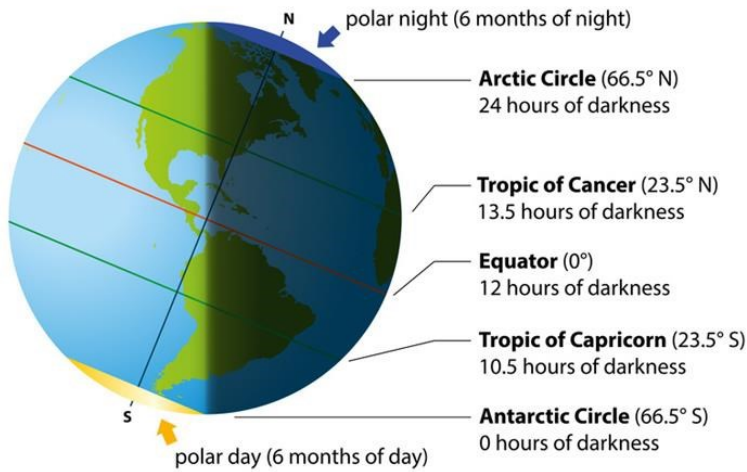 N
polar night (6 months of night)
Arctic Circle (66.5° N)
24 hours of darkness
Tropic of Cancer (23.5° N)
13.5 hours of darkness
Equator (0°)
12 hours of darkness
Tropic of Capricorn (23.5° S)
10.5 hours of darkness
Antarctic Circle (66.5° S)
0 hours of darkness
S
polar day (6 months of day)